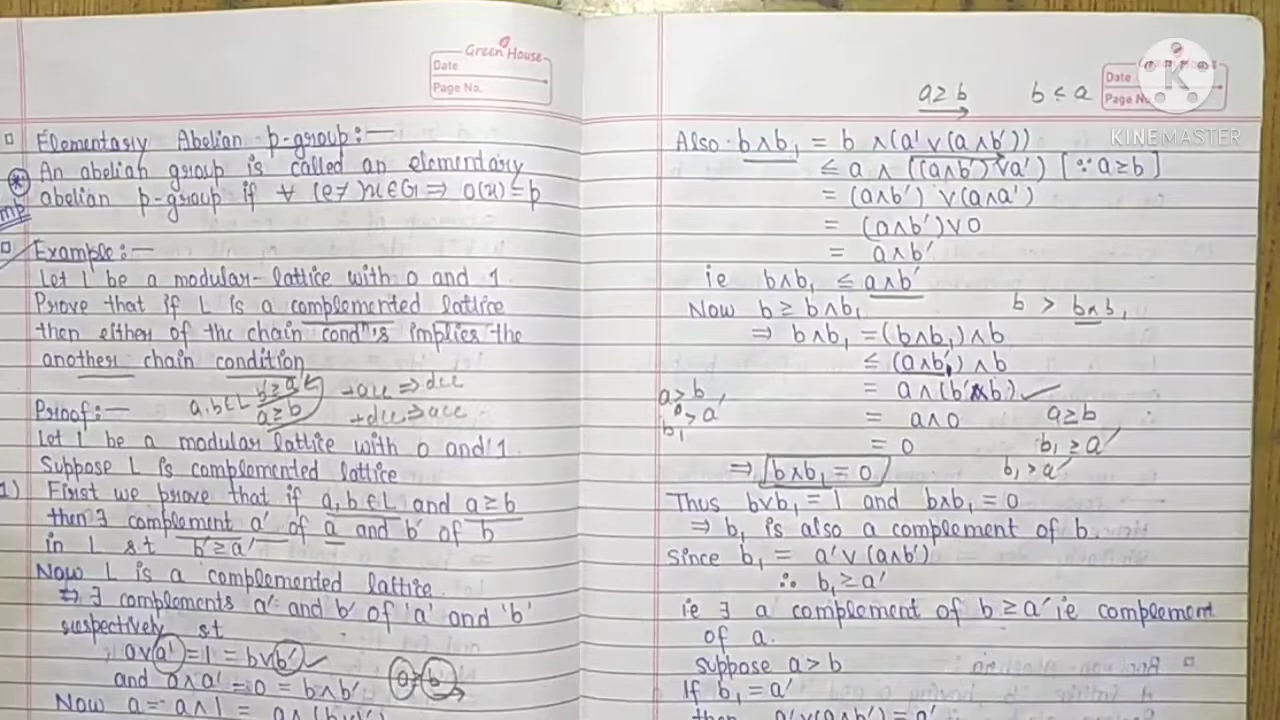 Green House
Date
Page No.
Elementary Abelian p-group:—
An abelian group is called an elementary
abelian p-group if ∀ (e≠)x∈G ⇒ o(x)=p
Imp
Example:—
Let L be a modular-lattice with 0 and 1.
Prove that if L is a complemented lattice
then either of the chain condⁿ's implies the
another chain condition
a,b∈L b'≥a'
a≥b
→acc ⇒ dcc
→dcc ⇒ acc
Proof:—
Let L be a modular lattice with 0 and 1.
Suppose L is complemented lattice
1) First we prove that if a,b∈L and a≥b
then ∃ complement a' of a and b' of b
in L s.t b'≥a'
Now L is a complemented lattice.
⇒ ∃ complements a' and b' of 'a' and 'b'
respectively st
a∨a'=1=b∨b' ✓
and a∧a'=0=b∧b'
Now a = a∧1 = a∧(b∨b')
a≥b b≤a
Date
Page No.
KINEMASTER
Also b∧b₁ = b∧(a'∨(a∧b'))
≤ a∧((a∧b')∨a') [∵a≥b]
= (a∧b')∨(a∧a')
= (a∧b')∨0
= a∧b'
ie b∧b₁ ≤ a∧b'
Now b≥b∧b₁ b > b∧b₁
⇒ b∧b₁ = (b∧b₁)∧b
≤ (a∧b')∧b
= a∧(b'∧b) ✓
a≥b
b₁>a'
= a∧0 a≥b
= 0 b₁≥a'
⇒ b∧b₁=0 b₁>a'
Thus b∨b₁=1 and b∧b₁=0
⇒ b₁ is also a complement of b.
Since b₁ = a'∨(a∧b')
∴ b₁≥a'
ie ∃ a complement of b≥a' ie complement
of a.
Suppose a>b
If b₁=a'
then a'∨(a∧b')=a'